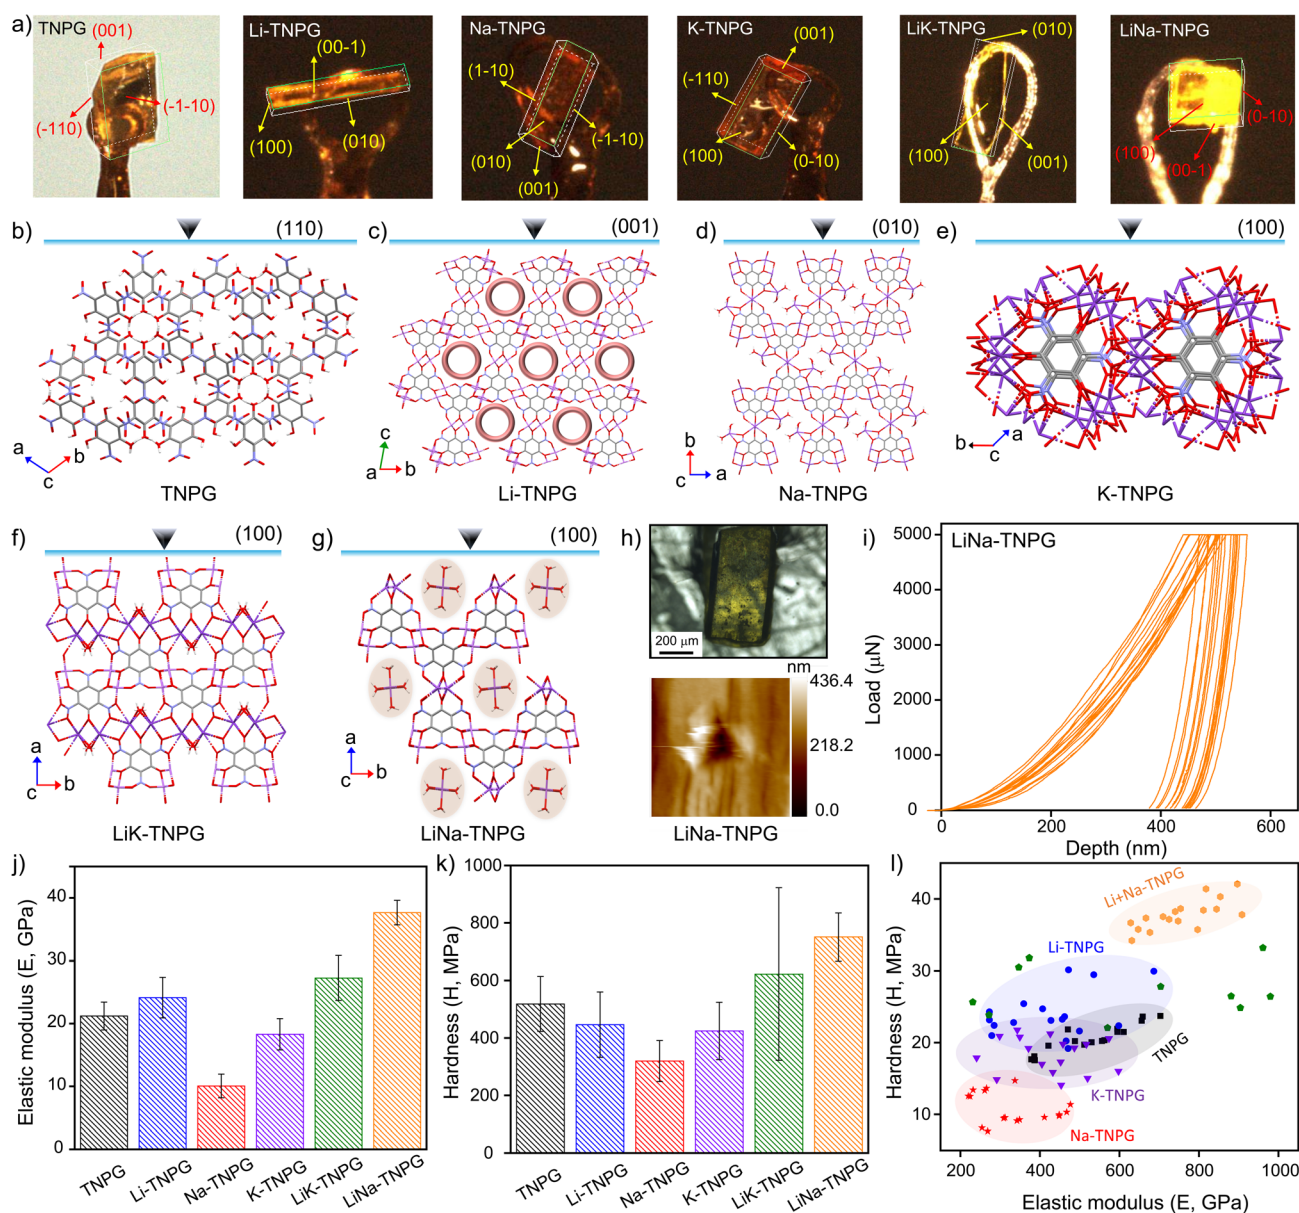 a)
TNPG
(001)
(-110)
(-1-10)
Li-TNPG
(00-1)
(100)
(010)
Na-TNPG
(1-10)
(-1-10)
(010)
(001)
K-TNPG
(001)
(-110)
(100)
(0-10)
LiK-TNPG
(010)
(100)
(001)
LiNa-TNPG
(0-10)
(100)
(00-1)
b)
(110)
a
b
c
TNPG
c)
(001)
c
a
b
Li-TNPG
d)
(010)
b
c
a
Na-TNPG
e)
(100)
b
a
c
K-TNPG
f)
(100)
a
c
b
LiK-TNPG
g)
(100)
a
c
b
LiNa-TNPG
h)
200 μm
nm
436.4
218.2
0.0
LiNa-TNPG
i)
LiNa-TNPG
5000
4000
3000
2000
1000
0
Load (μN)
0
200
400
600
Depth (nm)
j)
40
30
20
10
0
Elastic modulus (E, GPa)
TNPG
Li-TNPG
Na-TNPG
K-TNPG
LiK-TNPG
LiNa-TNPG
k)
1000
800
600
400
200
0
Hardness (H, MPa)
TNPG
Li-TNPG
Na-TNPG
K-TNPG
LiK-TNPG
LiNa-TNPG
l)
40
30
20
10
Hardness (H, MPa)
Li+Na-TNPG
Li-TNPG
TNPG
K-TNPG
Na-TNPG
200
400
600
800
1000
Elastic modulus (E, GPa)